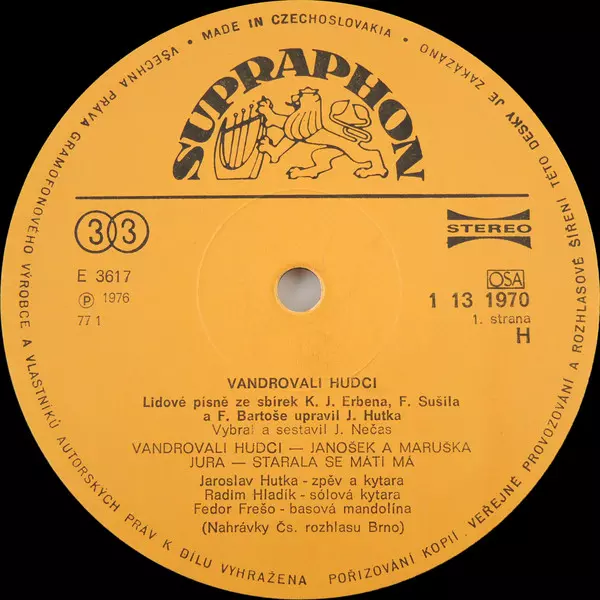 VŠECHNA PRÁVA GRAMOFONOVÉHO VÝROBCE A VLASTNÍKŮ AUTORSKÝCH PRÁV K DÍLU VYHRAŽENA
POŘIZOVÁNÍ KOPIÍ, VEŘEJNÉ PROVOZOVÁNÍ A ROZHLASOVÉ ŠÍŘENÍ TÉTO DESKY JE ZAKÁZÁNO
• MADE IN CZECHOSLOVAKIA •
SUPRAPHON
33
STEREO
E 3617
Ⓟ 1976
77 1
OSA
1 13 1970
1. strana
H
VANDROVALI HUDCI
Lidové písně ze sbírek K. J. Erbena, F. Sušila
a F. Bartoše upravil J. Hutka
Vybral a sestavil J. Nečas
VANDROVALI HUDCI — JANOŠEK A MARUŠKA
JURA — STARALA SE MÁTI MÁ
Jaroslav Hutka - zpěv a kytara
Radim Hladík - sólová kytara
Fedor Frešo - basová mandolína
(Nahrávky Čs. rozhlasu Brno)